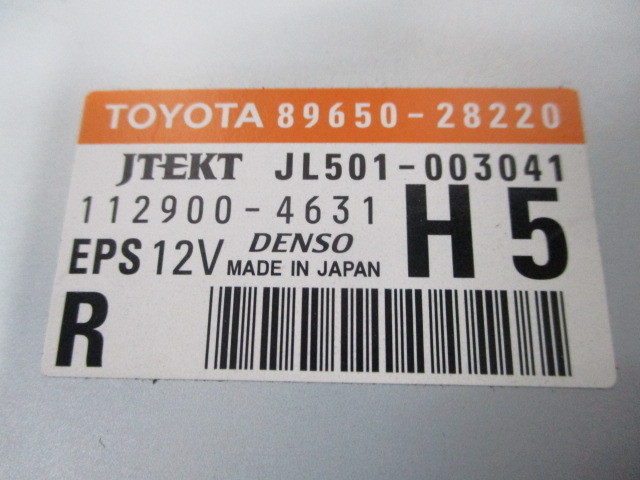 TOYOTA 89650-28220
JTEKT JL501-003041
112900-4631
H5
EPS 12V DENSO
MADE IN JAPAN
R